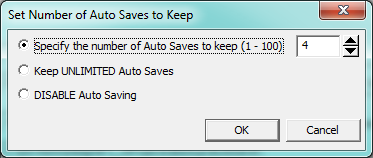 Set Number of Auto Saves to Keep
Specify the number of Auto Saves to keep (1 - 100) 4
Keep UNLIMITED Auto Saves
DISABLE Auto Saving
OK Cancel